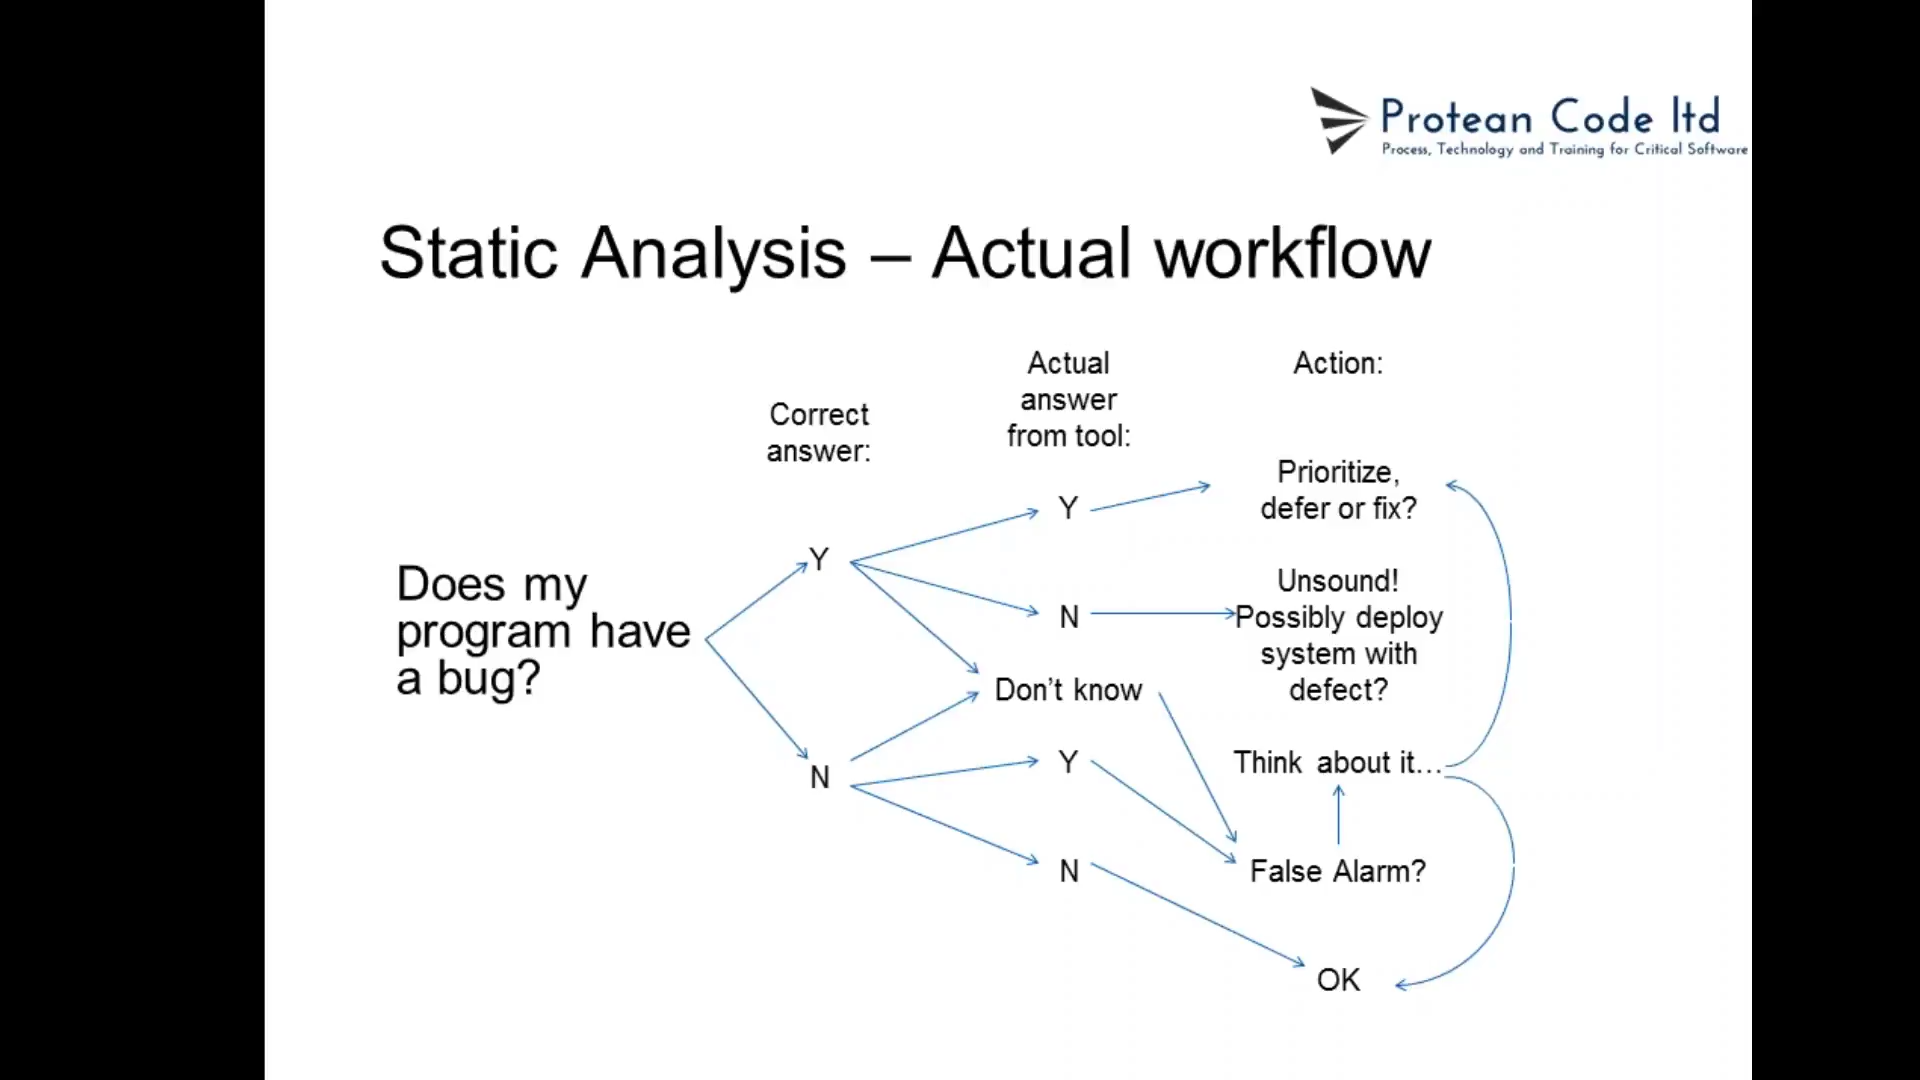 Protean Code ltd
Process, Technology and Training for Critical Software
Static Analysis – Actual workflow
Correct
answer:
Actual
answer
from tool:
Action:
Does my
program have
a bug?
Y
N
Y
N
Don’t know
Y
N
Prioritize,
defer or fix?
Unsound!
Possibly deploy
system with
defect?
Think about it…
False Alarm?
OK